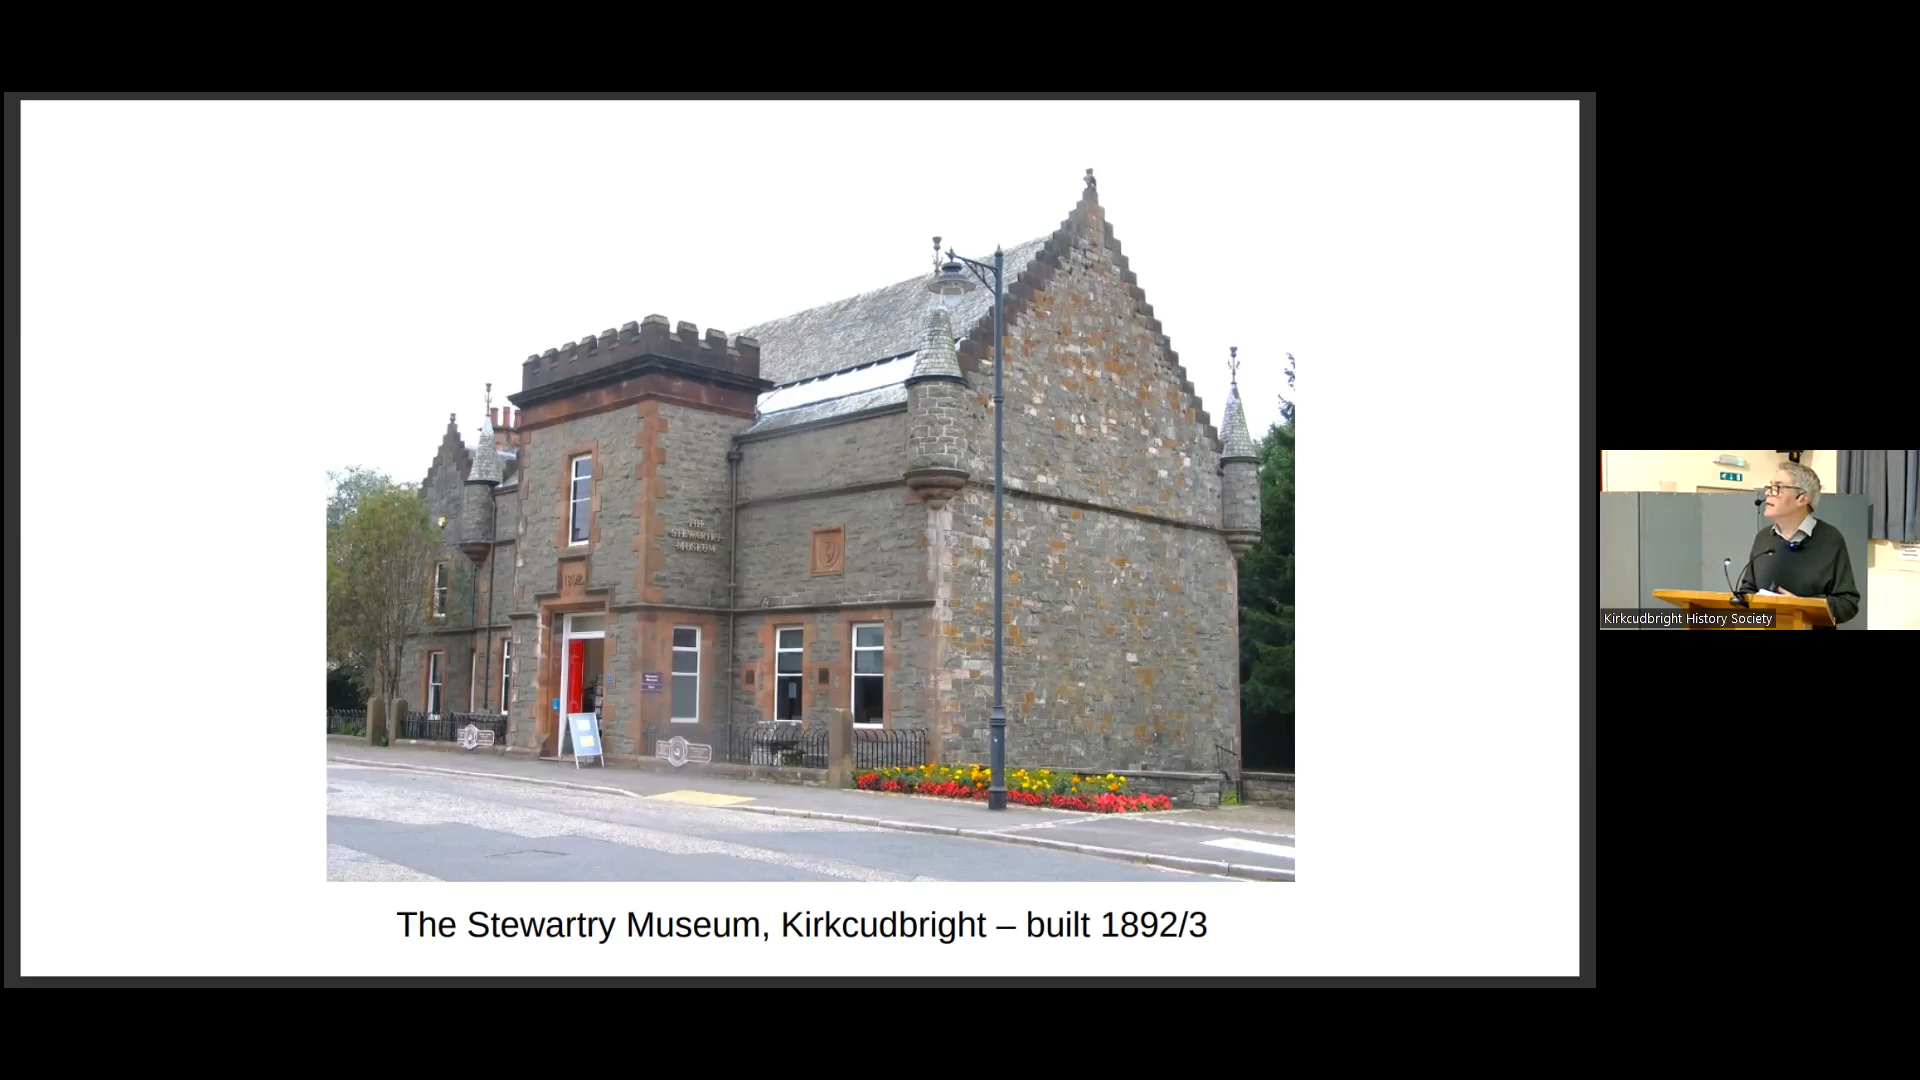 THE
STEWARTRY
MUSEUM
1892
The Stewartry Museum, Kirkcudbright – built 1892/3
Kirkcudbright History Society